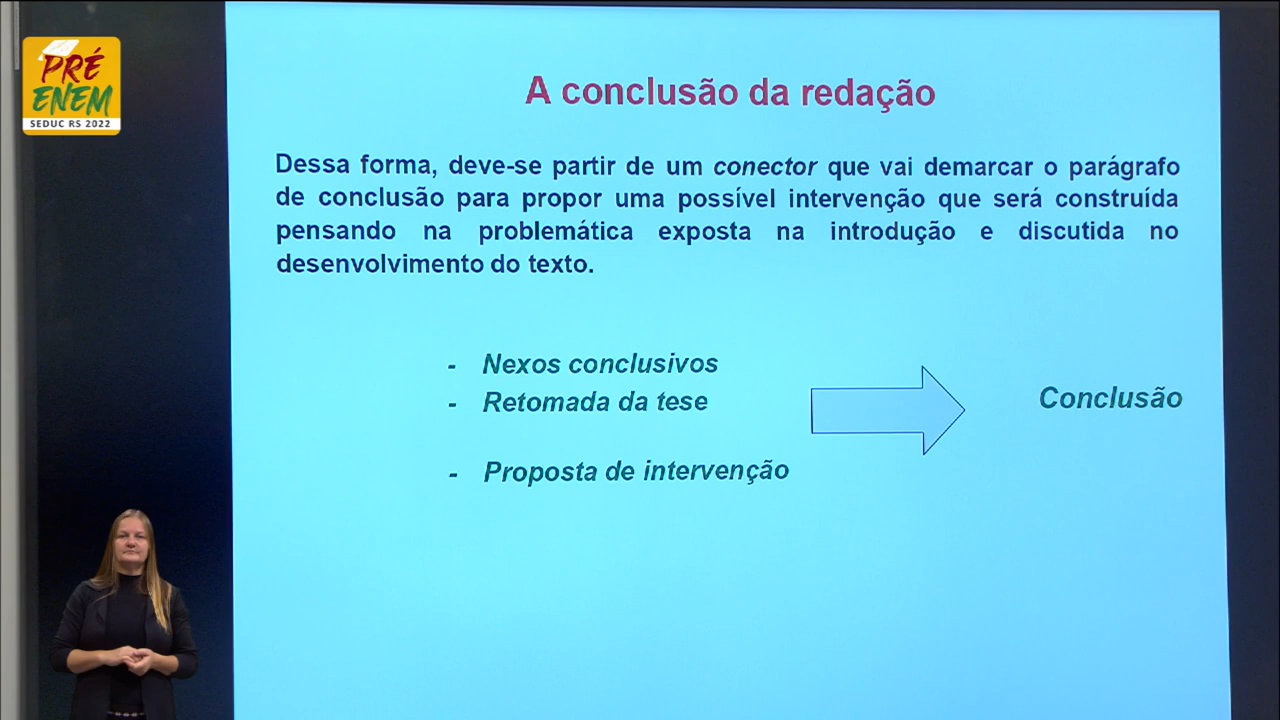 PRÉ
ENEM
SEDUC RS 2022
A conclusão da redação
Dessa forma, deve-se partir de um conector que vai demarcar o parágrafo
de conclusão para propor uma possível intervenção que será construída
pensando na problemática exposta na introdução e discutida no
desenvolvimento do texto.
- Nexos conclusivos
- Retomada da tese
- Proposta de intervenção
Conclusão